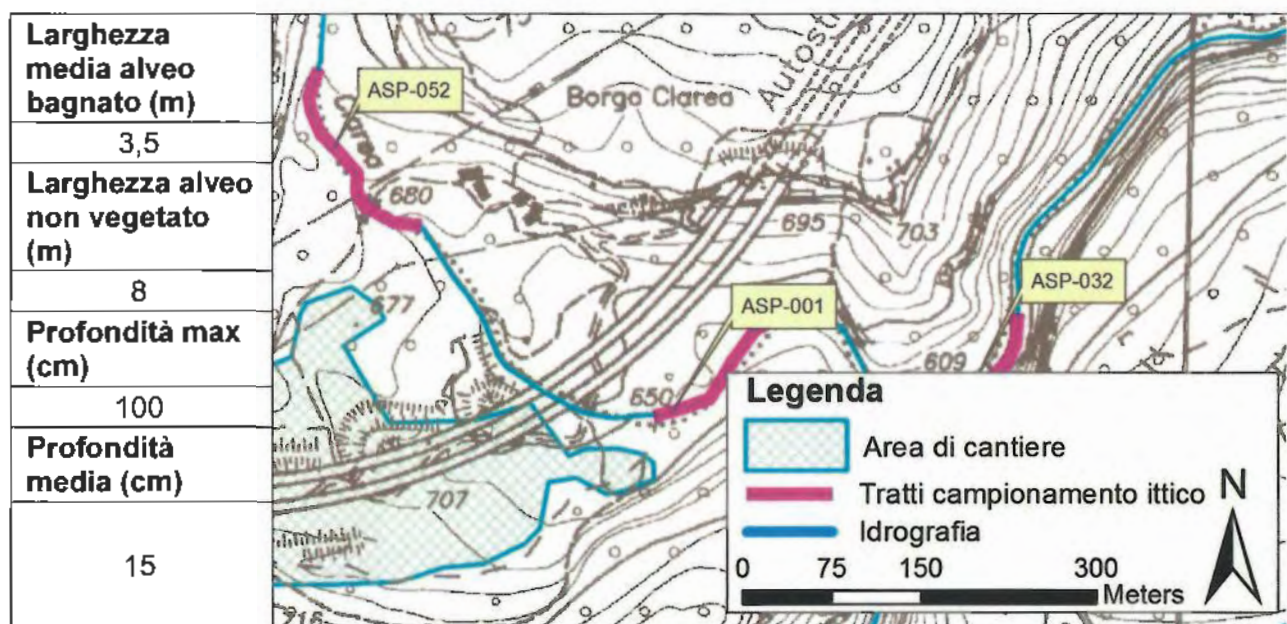 Larghezza
media alveo
bagnato (m)
3,5
Larghezza alveo
non vegetato
(m)
8
Profondità max
(cm)
100
Profondità
media (cm)
15
ASP-052
Borgo Clarea
Autost
680
695
703
ASP-032
ASP-001
677
650
609
707
Legenda
Area di cantiere
Tratti campionamento ittico
N
Idrografia
0 75 150 300
Meters